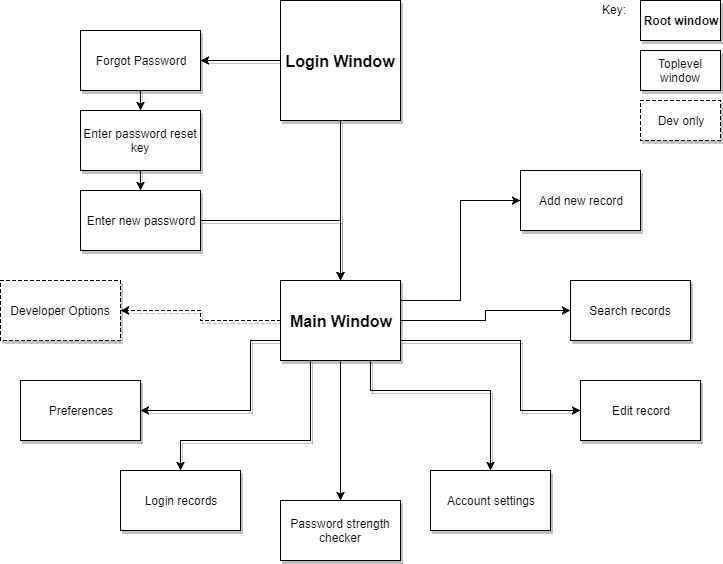 Key:
Root window
Toplevel
window
Dev only
Login Window
Forgot Password
Enter password reset
key
Enter new password
Add new record
Developer Options
Main Window
Search records
Preferences
Edit record
Login records
Account settings
Password strength
checker